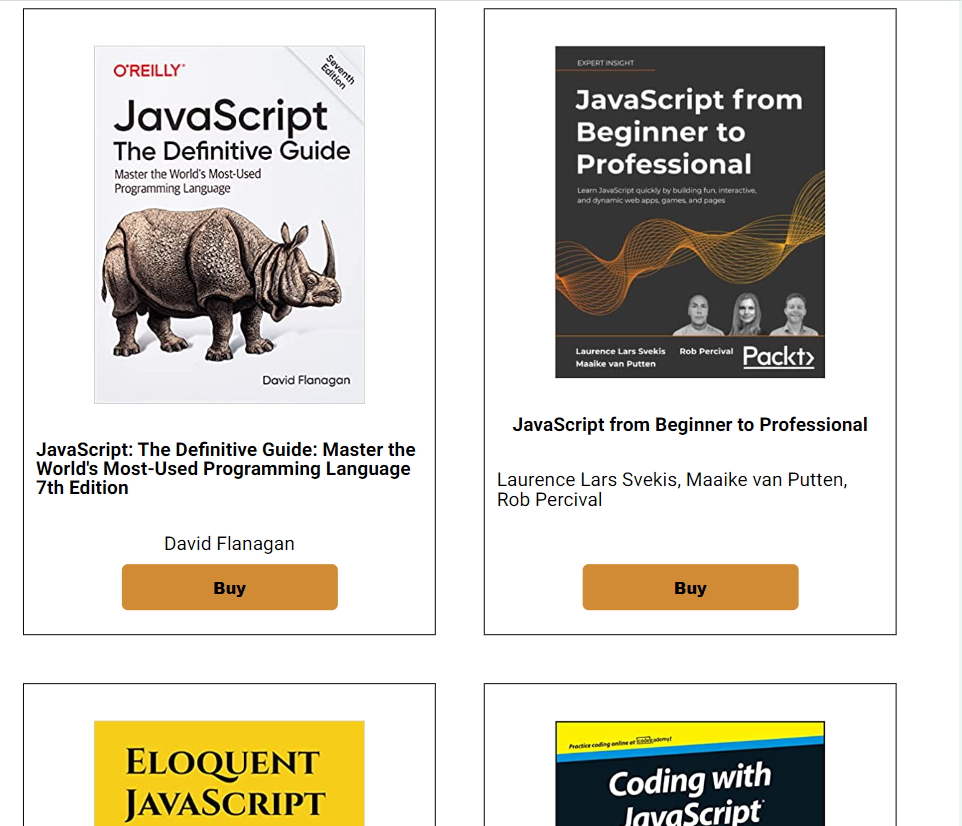 O'REILLY®
Seventh
Edition
JavaScript
The Definitive Guide
Master the World's Most-Used
Programming Language
David Flanagan
JavaScript: The Definitive Guide: Master the
World's Most-Used Programming Language
7th Edition
David Flanagan
Buy
EXPERT INSIGHT
JavaScript from
Beginner to
Professional
Learn JavaScript quickly by building fun, interactive,
and dynamic web apps, games, and pages
Laurence Lars Svekis Rob Percival
Maaike van Putten
Packt>
JavaScript from Beginner to Professional
Laurence Lars Svekis, Maaike van Putten,
Rob Percival
Buy
ELOQUENT
JAVASCRIPT
Practice coding online at codecademy!
Coding with
JavaScript